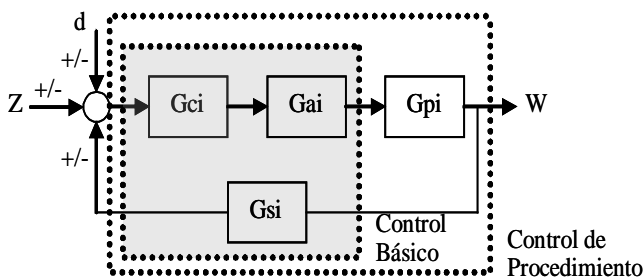 d
+/-
Z
+/-
+/-
Gci
Gai
Gpi
W
Gsi
Control
Básico
Control de
Procedimiento